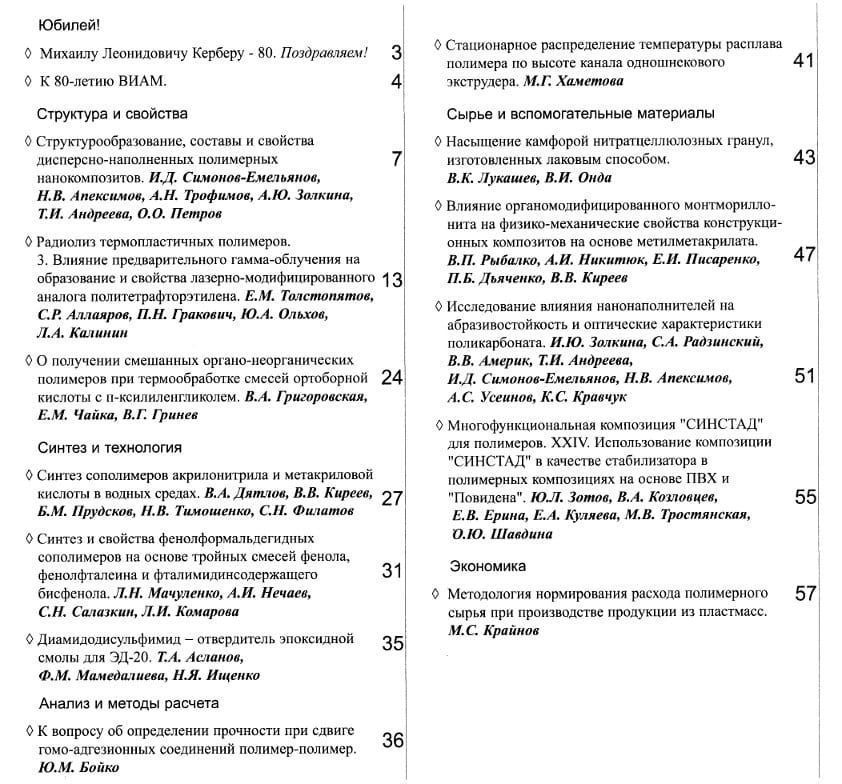 Юбилей!
◊ Михаилу Леонидовичу Керберу - 80. Поздравляем! 3
◊ К 80-летию ВИАМ. 4
Структура и свойства
◊ Структурообразование, составы и свойства
дисперсно-наполненных полимерных 7
нанокомпозитов. И.Д. Симонов-Емельянов,
Н.В. Апексимов, А.Н. Трофимов, А.Ю. Золкина,
Т.И. Андреева, О.О. Петров
◊ Радиолиз термопластичных полимеров.
3. Влияние предварительного гамма-облучения на
образование и свойства лазерно-модифицированного 13
аналога политетрафторэтилена. Е.М. Толстопятов,
С.Р. Аллаяров, П.Н. Гракович, Ю.А. Ольхов,
Л.А. Калинин
◊ О получении смешанных органо-неорганических
полимеров при термообработке смесей ортоборной 24
кислоты с п-ксилиленгликолем. В.А. Григоровская,
Е.М. Чайка, В.Г. Гринев
Синтез и технология
◊ Синтез сополимеров акрилонитрила и метакриловой
кислоты в водных средах. В.А. Дятлов, В.В. Киреев, 27
Б.М. Прудсков, Н.В. Тимошенко, С.Н. Филатов
◊ Синтез и свойства фенолформальдегидных
сополимеров на основе тройных смесей фенола,
фенолфталеина и фталимидинсодержащего 31
бисфенола. Л.Н. Мачуленко, А.И. Нечаев,
С.Н. Салазкин, Л.И. Комарова
◊ Диамидодисульфимид – отвердитель эпоксидной 35
смолы для ЭД-20. Т.А. Асланов,
Ф.М. Мамедалиева, Н.Я. Ищенко
Анализ и методы расчета
◊ К вопросу об определении прочности при сдвиге
гомо-адгезионных соединений полимер-полимер. 36
Ю.М. Бойко
◊ Стационарное распределение температуры расплава
полимера по высоте канала одношнекового 41
экструдера. М.Г. Хаметова
Сырье и вспомогательные материалы
◊ Насыщение камфорой нитратцеллюлозных гранул,
изготовленных лаковым способом. 43
В.К. Лукашев, В.И. Онда
◊ Влияние органомодифицированного монтморилло-
нита на физико-механические свойства конструкци-
онных композитов на основе метилметакрилата. 47
В.П. Рыбалко, А.И. Никитюк, Е.И. Писаренко,
П.Б. Дьяченко, В.В. Киреев
◊ Исследование влияния нанонаполнителей на
абразивостойкость и оптические характеристики
поликарбоната. И.Ю. Золкина, С.А. Радзинский,
В.В. Америк, Т.И. Андреева,
И.Д. Симонов-Емельянов, Н.В. Апексимов, 51
А.С. Усеинов, К.С. Кравчук
◊ Многофункциональная композиция "СИНСТАД"
для полимеров. XXIV. Использование композиции
"СИНСТАД" в качестве стабилизатора в
полимерных композициях на основе ПВХ и
"Повидена". Ю.Л. Зотов, В.А. Козловцев, 55
Е.В. Ерина, Е.А. Куляева, М.В. Тростянская,
О.Ю. Шавдина
Экономика
◊ Методология нормирования расхода полимерного 57
сырья при производстве продукции из пластмасс.
М.С. Крайнов